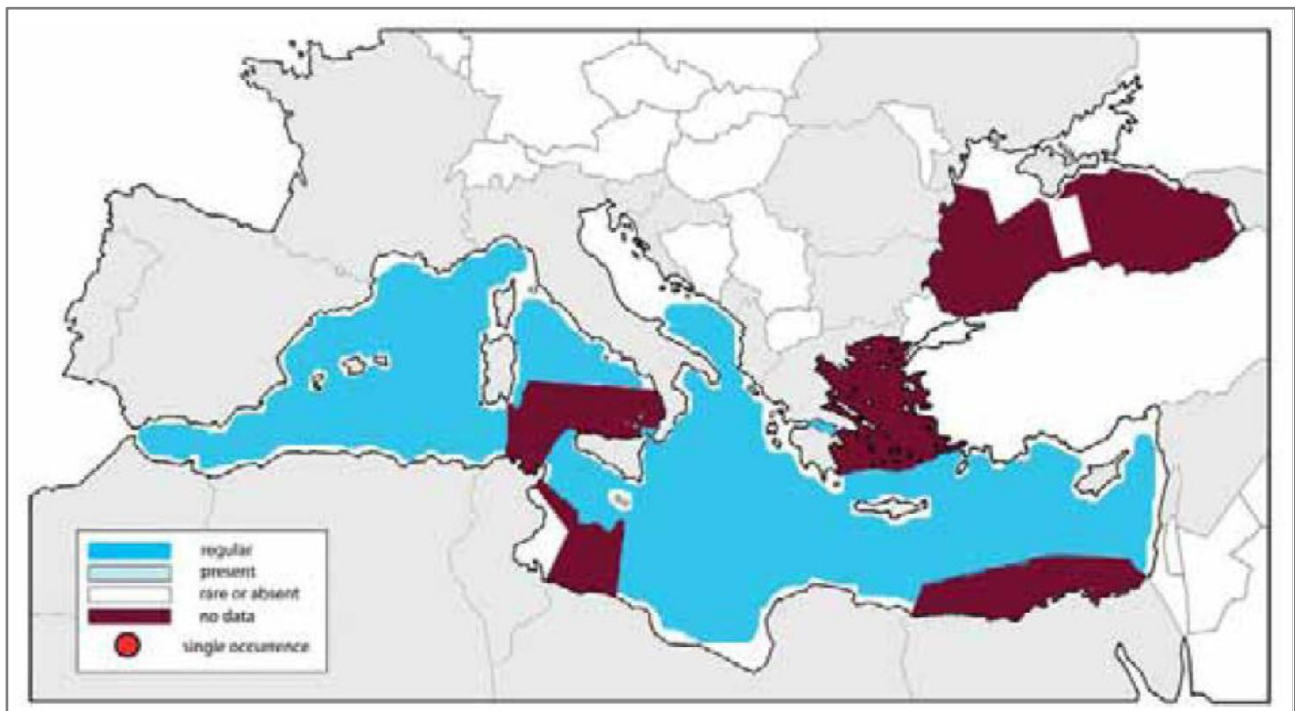 regular
present
rare or absent
no data
single occurrence